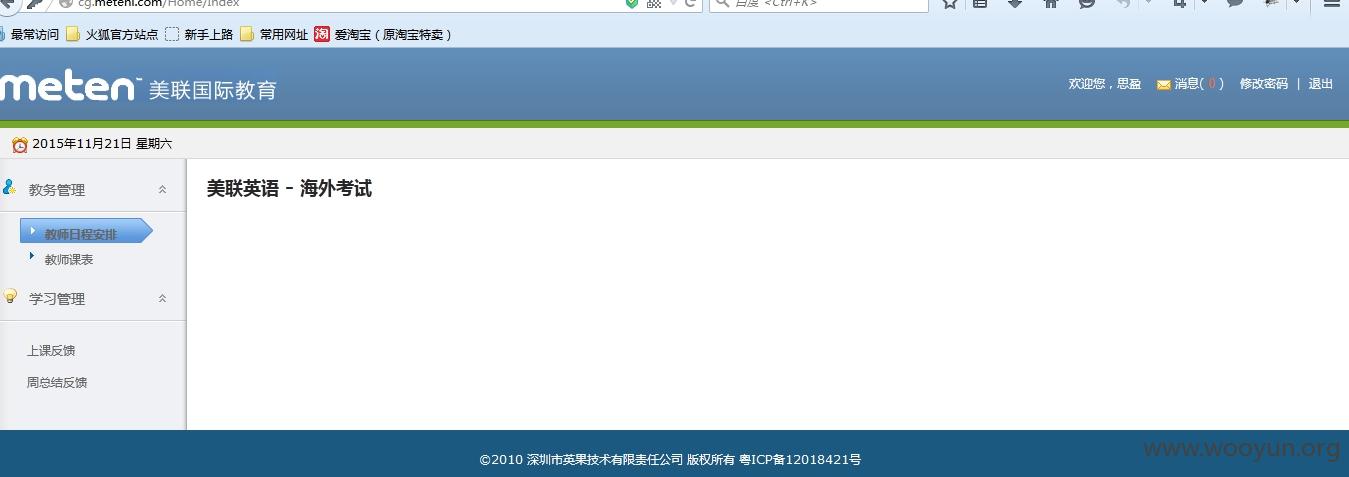 cg.meteni.com/Home/Index
百度 <Ctrl+K>
最常访问 火狐官方站点 新手上路 常用网址 淘 爱淘宝（原淘宝特卖）
meten 美联国际教育
欢迎您，思盈 消息( 0 ) 修改密码 | 退出
2015年11月21日 星期六
教务管理
教师日程安排
教师课表
学习管理
上课反馈
周总结反馈
美联英语 - 海外考试
©2010 深圳市英果技术有限责任公司 版权所有 粤ICP备12018421号
www.wooyun.org